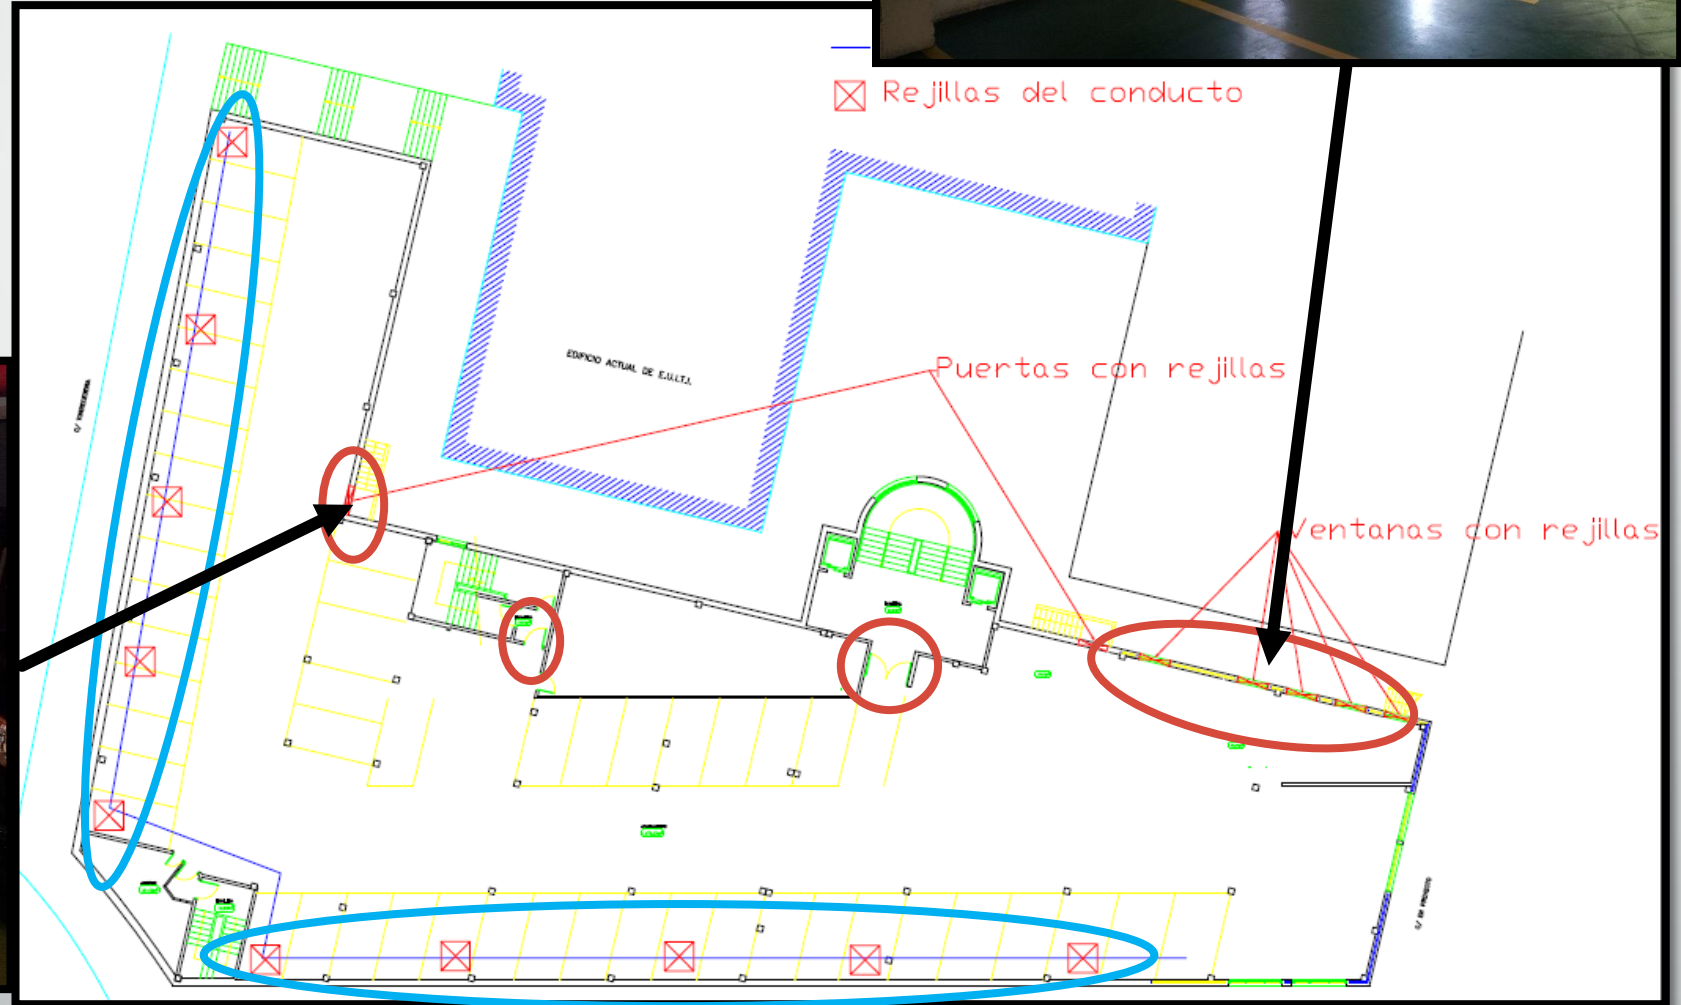 Rejillas del conducto
EDIFICIO ACTUAL DE E.U.I.T.I.
Puertas con rejillas
Ventanas con rejillas